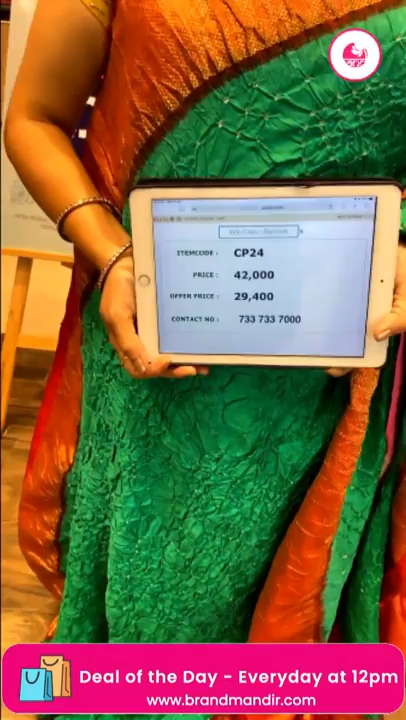 ITEMCODE : CP24
PRICE : 42,000
OFFER PRICE : 29,400
CONTACT NO : 733 733 7000
Deal of the Day - Everyday at 12pm
www.brandmandir.com